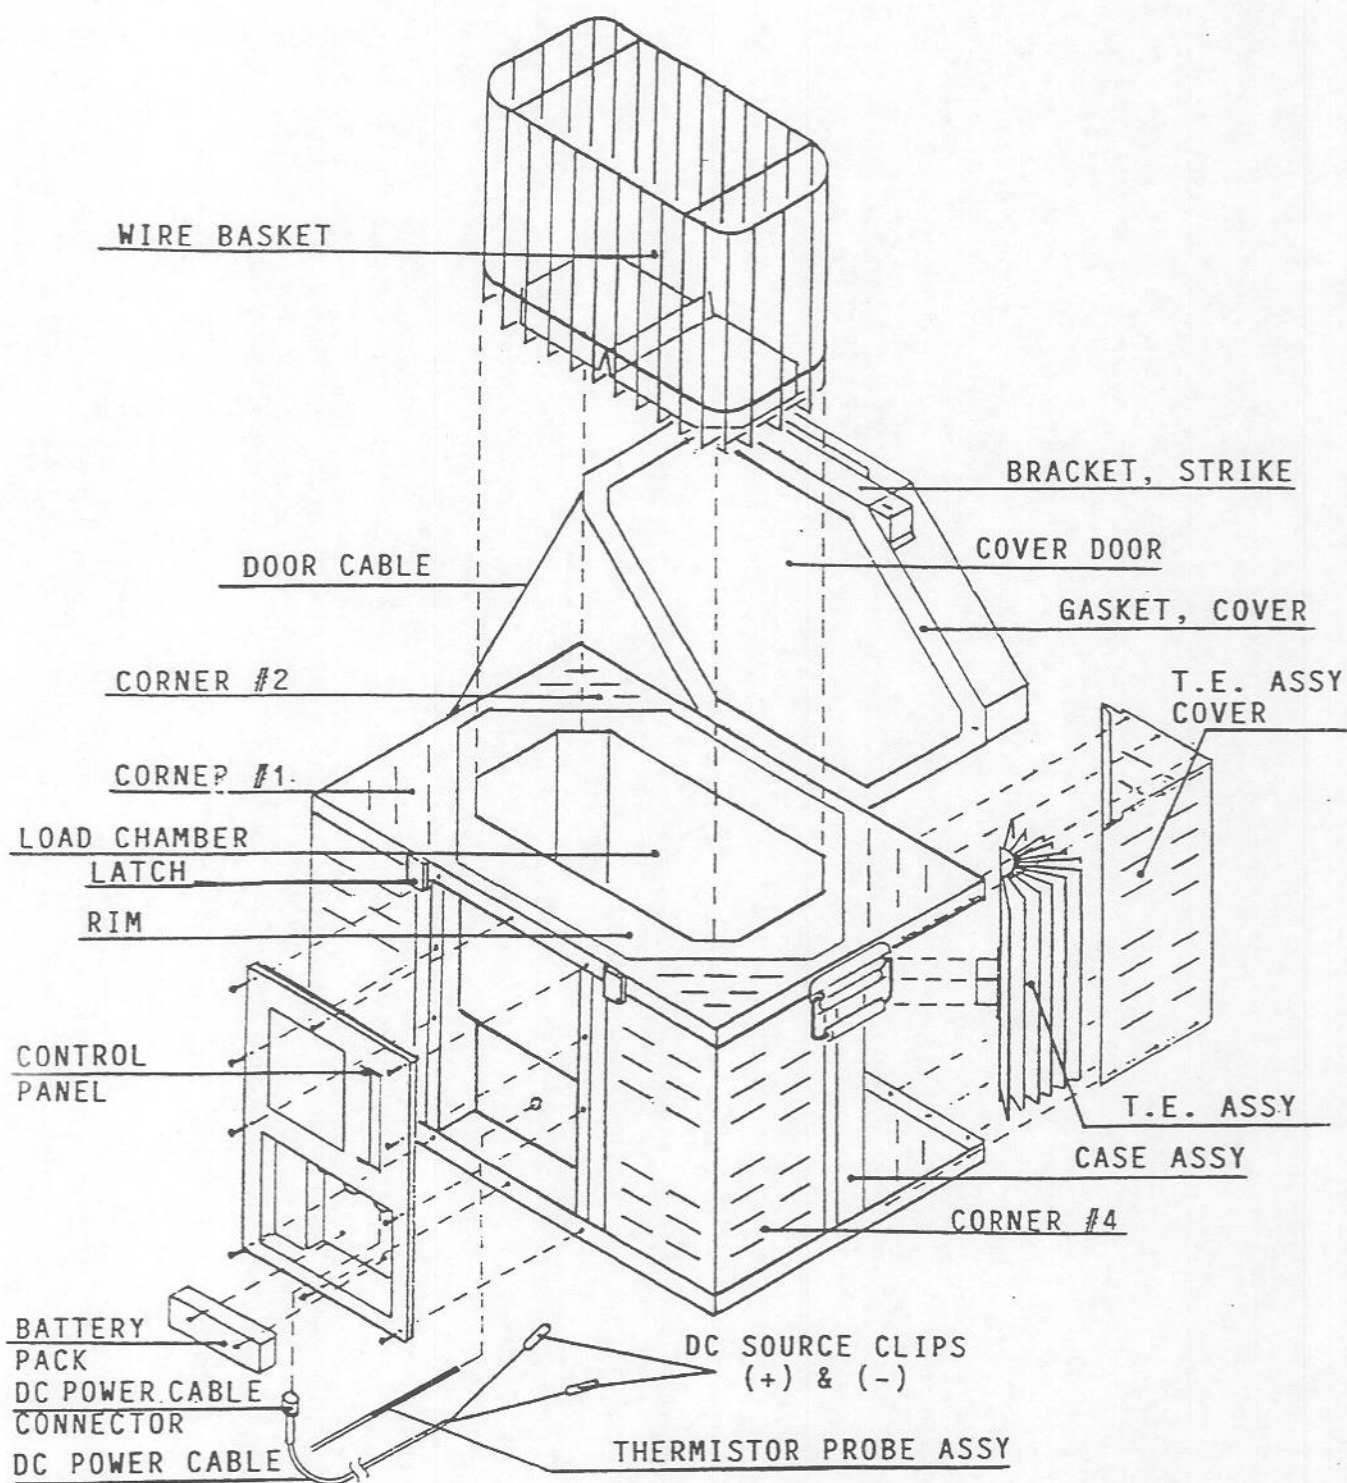 WIRE BASKET
BRACKET, STRIKE
COVER DOOR
DOOR CABLE
GASKET, COVER
CORNER #2
T.E. ASSY
COVER
CORNER #1
LOAD CHAMBER
LATCH
RIM
CONTROL
PANEL
T.E. ASSY
CASE ASSY
CORNER #4
BATTERY
PACK
DC SOURCE CLIPS
(+) & (-)
DC POWER CABLE
CONNECTOR
DC POWER CABLE
THERMISTOR PROBE ASSY